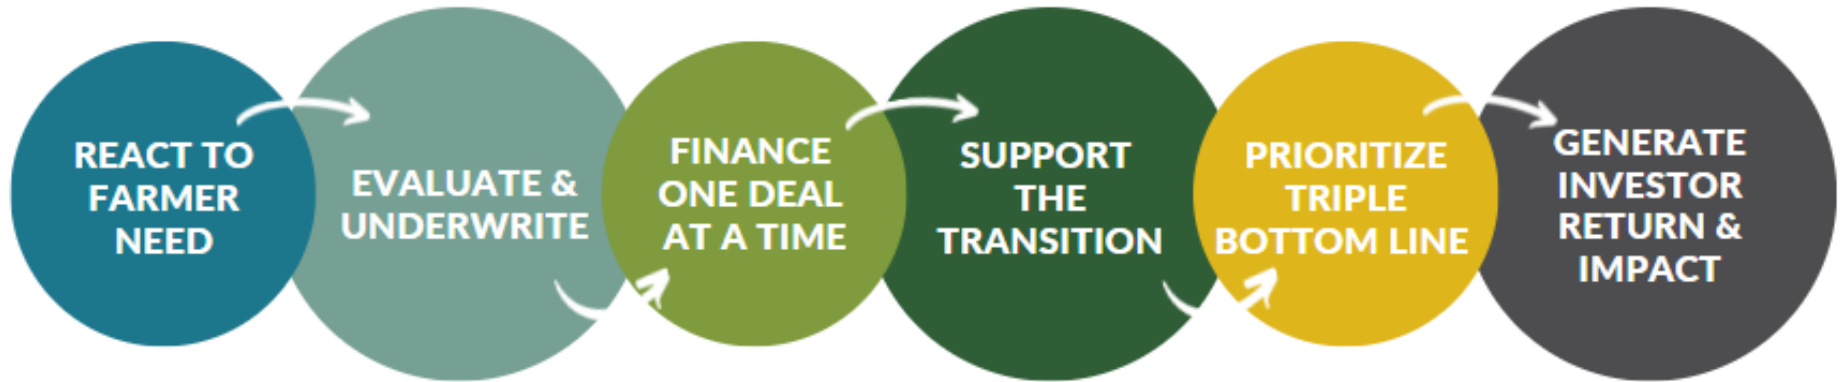 REACT TO
FARMER
NEED
EVALUATE &
UNDERWRITE
FINANCE
ONE DEAL
AT A TIME
SUPPORT
THE
TRANSITION
PRIORITIZE
TRIPLE
BOTTOM LINE
GENERATE
INVESTOR
RETURN &
IMPACT